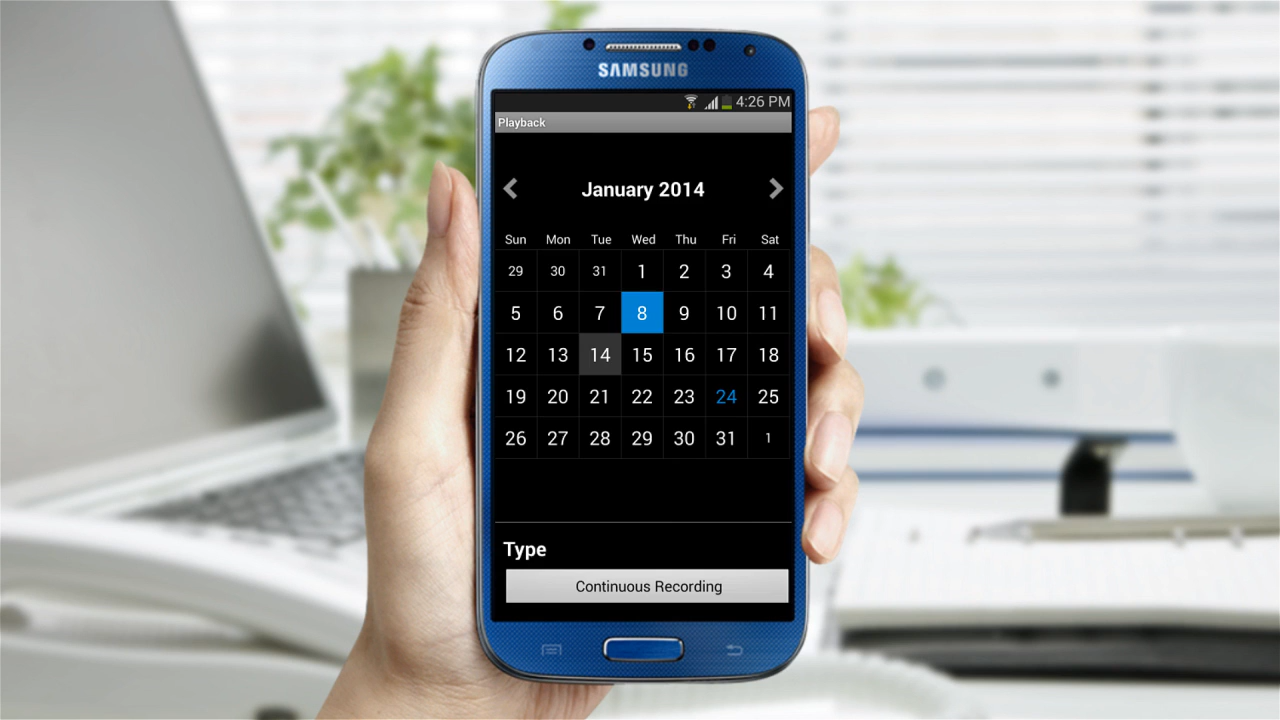 SAMSUNG
4:26 PM
Playback
January 2014
Sun Mon Tue Wed Thu Fri Sat
29 30 31 1 2 3 4
5 6 7 8 9 10 11
12 13 14 15 16 17 18
19 20 21 22 23 24 25
26 27 28 29 30 31 1
Type
Continuous Recording